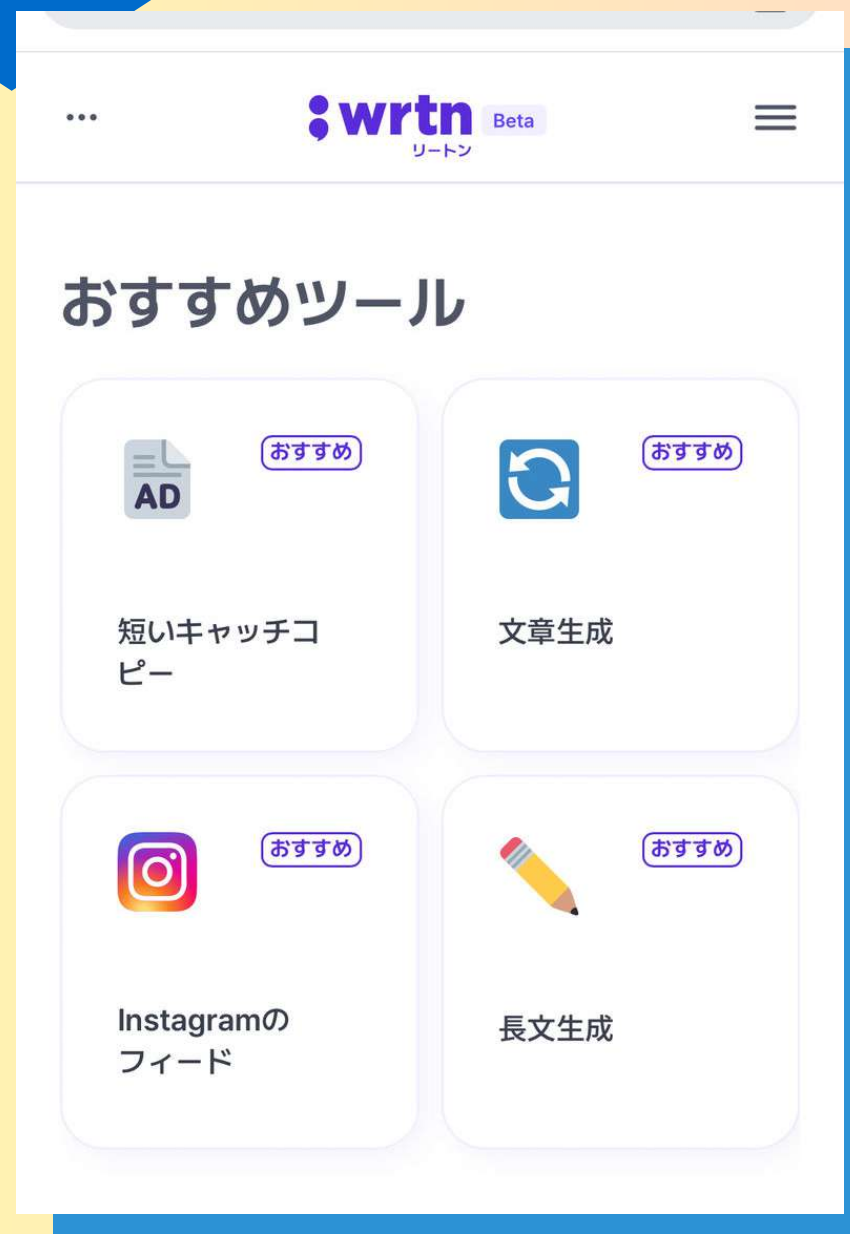 wrtn Beta
リートン
おすすめツール
おすすめ
AD
短いキャッチコ
ピー
おすすめ
文章生成
おすすめ
Instagramの
フィード
おすすめ
長文生成